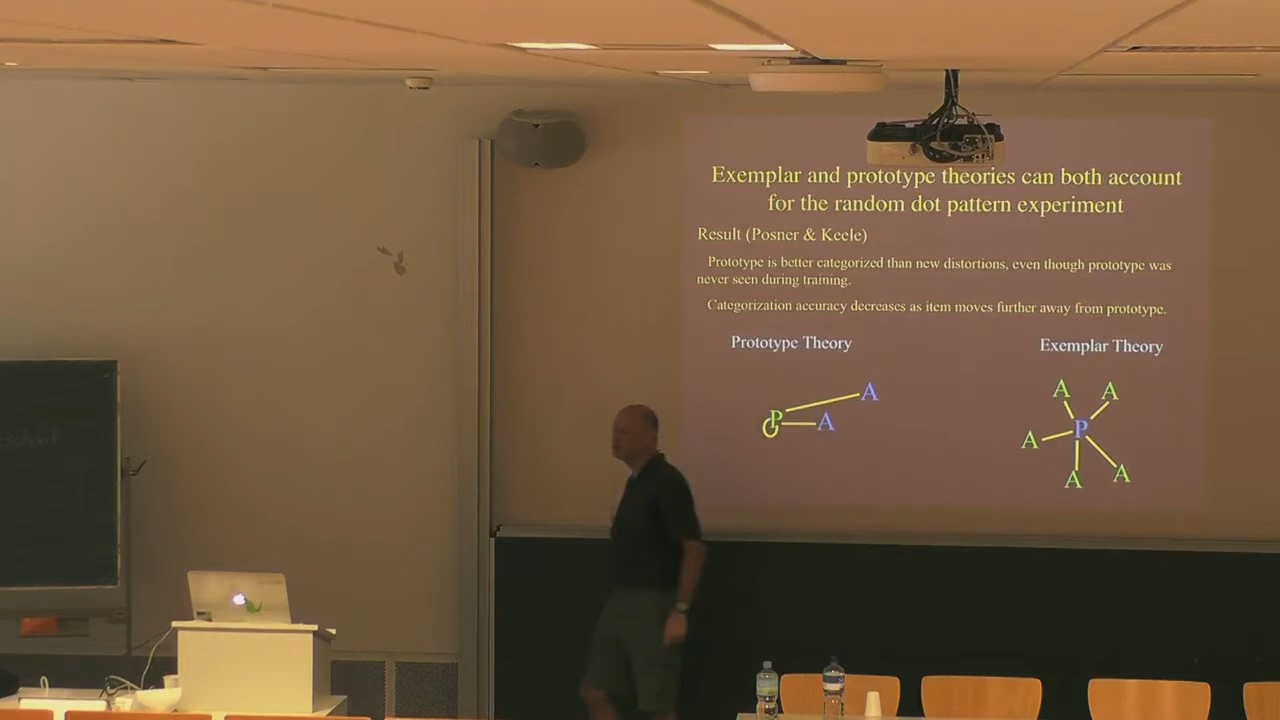 Exemplar and prototype theories can both account
for the random dot pattern experiment
Result (Posner & Keele)
Prototype is better categorized than new distortions, even though prototype was
never seen during training.
Categorization accuracy decreases as item moves further away from prototype.
Prototype Theory
Exemplar Theory
A
P
A
A A
P
A
A
A